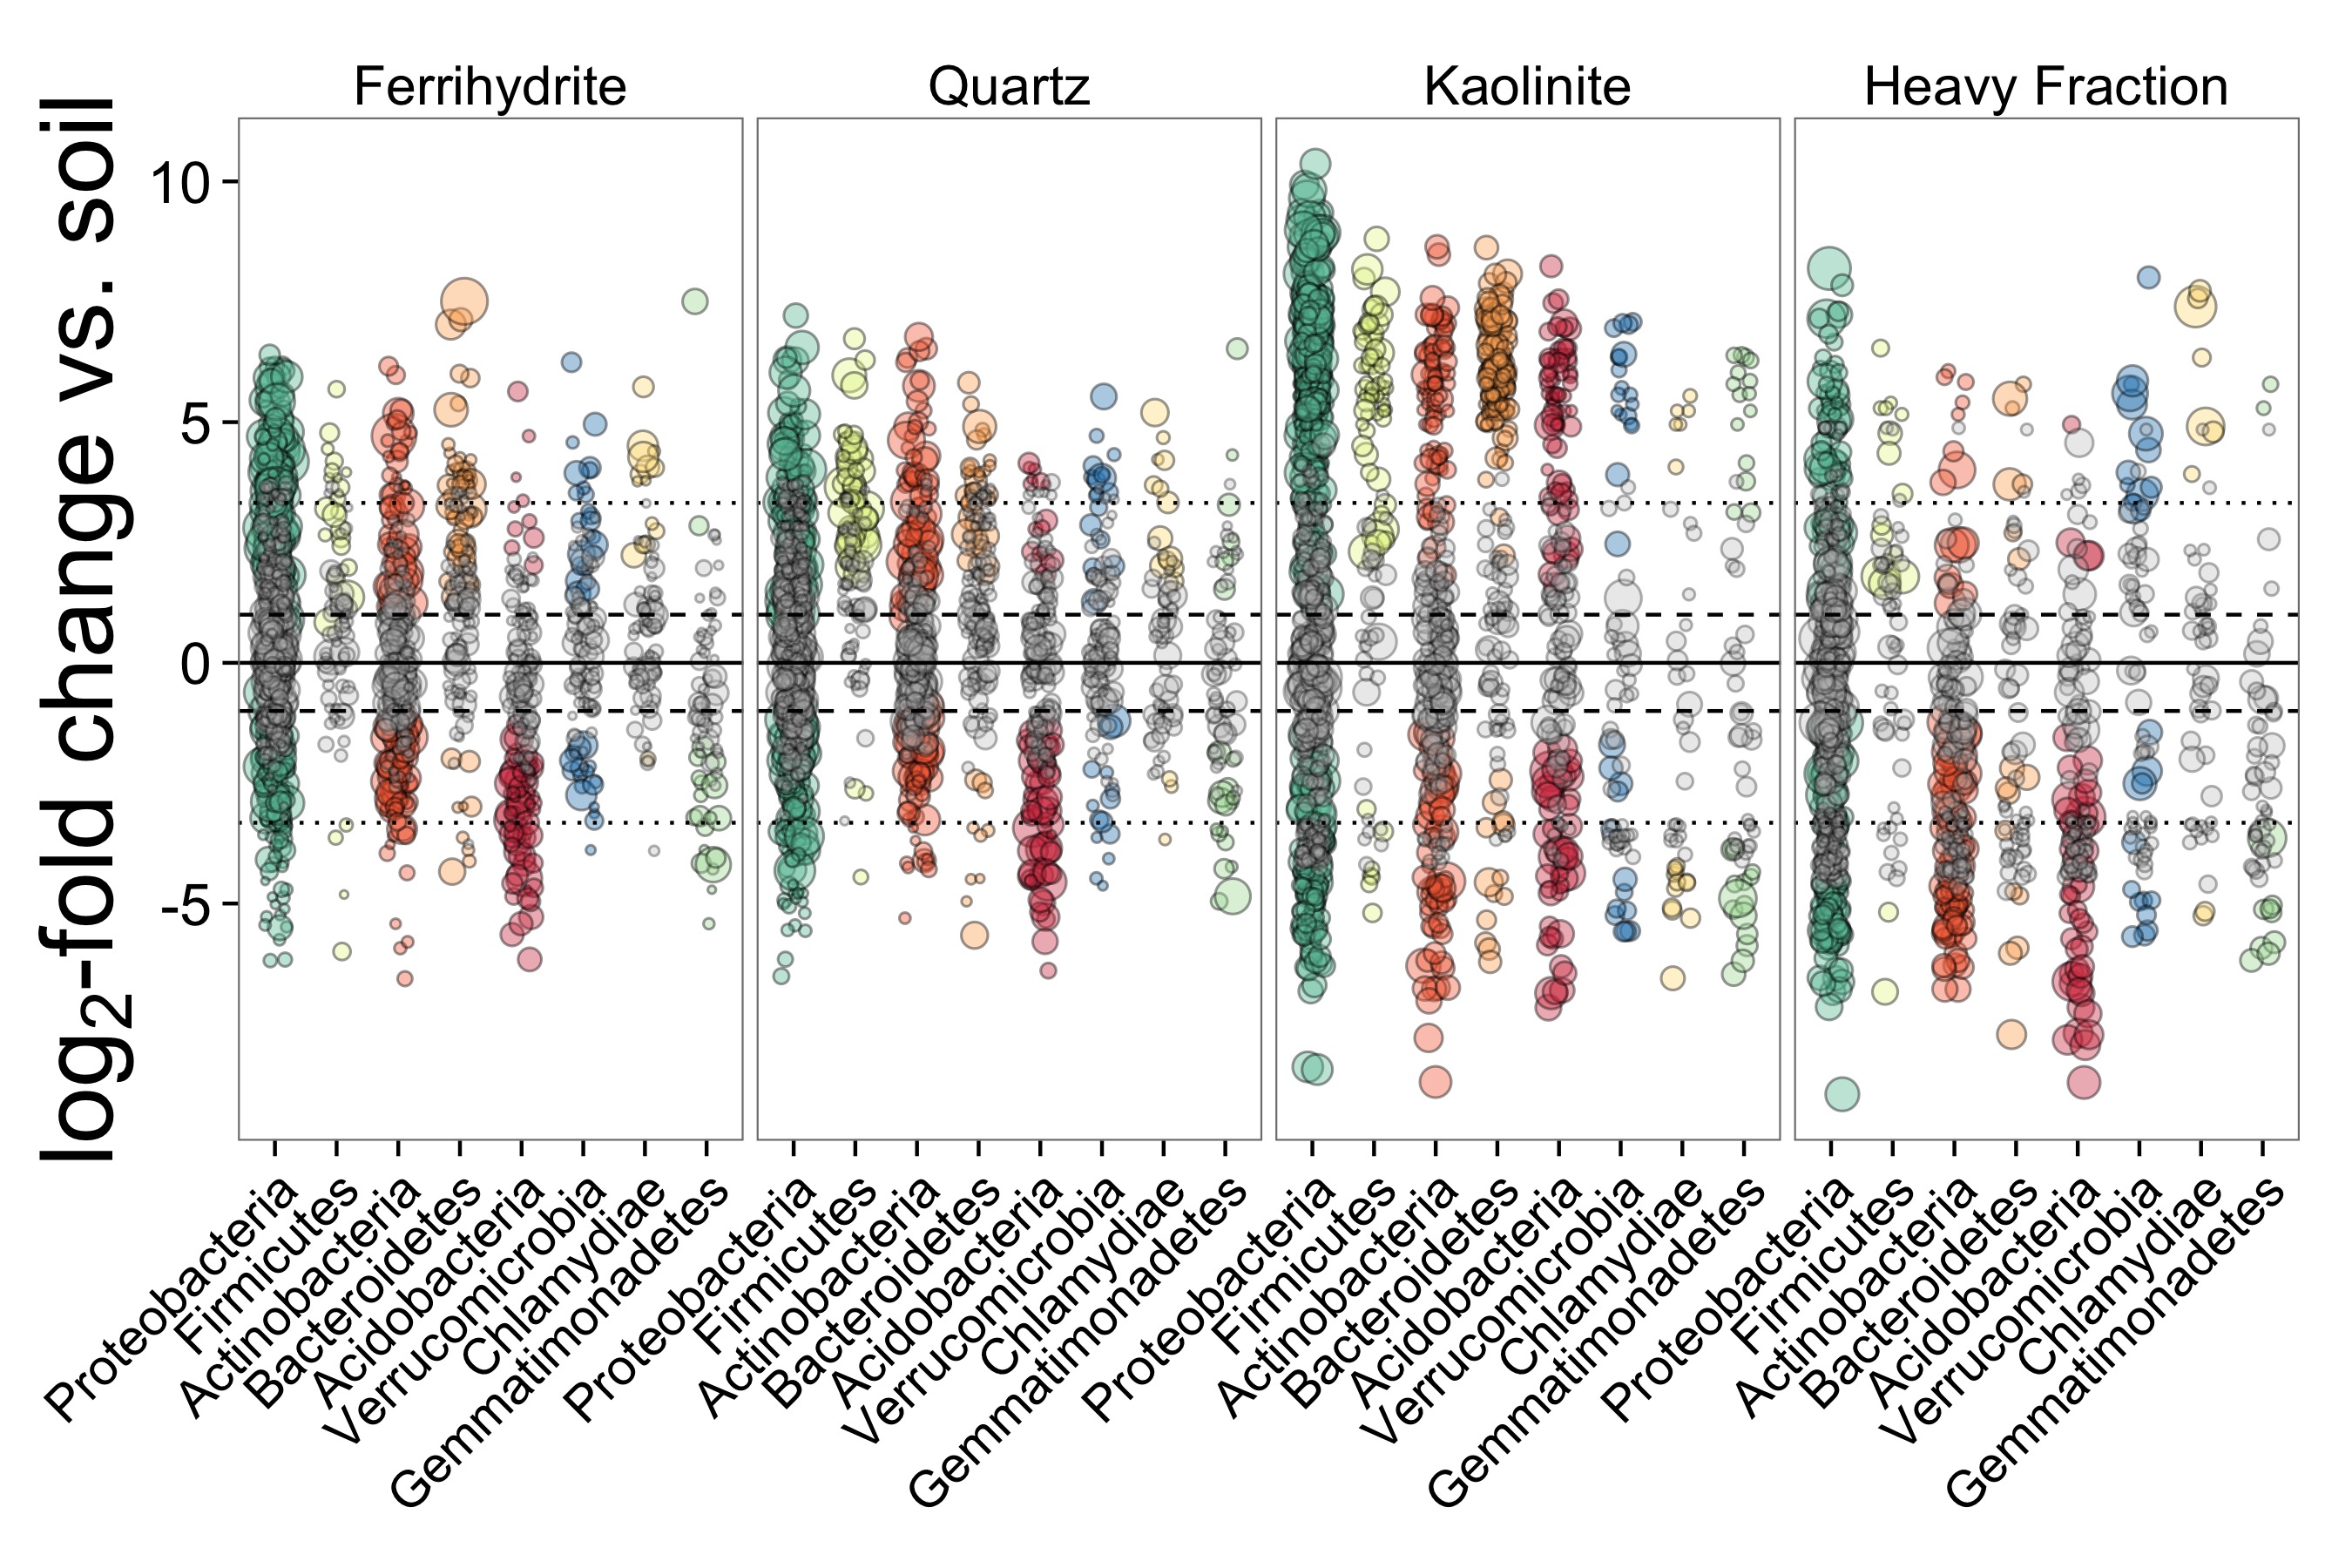 Ferrihydrite Quartz Kaolinite Heavy Fraction
log2-fold change vs. soil
10
5
0
-5
Proteobacteria
Firmicutes
Actinobacteria
Bacteroidetes
Acidobacteria
Verrucomicrobia
Chlamydiae
Gemmatimonadetes
Proteobacteria
Firmicutes
Actinobacteria
Bacteroidetes
Acidobacteria
Verrucomicrobia
Chlamydiae
Gemmatimonadetes
Proteobacteria
Firmicutes
Actinobacteria
Bacteroidetes
Acidobacteria
Verrucomicrobia
Chlamydiae
Gemmatimonadetes
Proteobacteria
Firmicutes
Actinobacteria
Bacteroidetes
Acidobacteria
Verrucomicrobia
Chlamydiae
Gemmatimonadetes